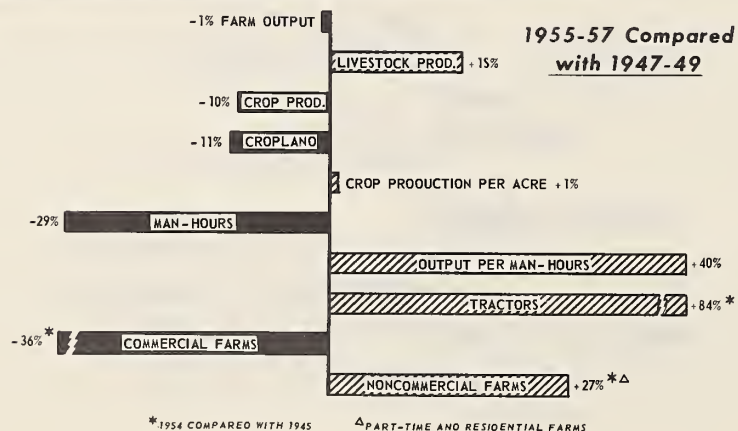 1955-57 Compared
with 1947-49
-1% FARM OUTPUT
LIVESTOCK PROD. +15%
-10% CROP PROD.
-11% CROPLAND
CROP PRODUCTION PER ACRE +1%
-29% MAN-HOURS
OUTPUT PER MAN-HOURS +40%
TRACTORS +84% *
-36% * COMMERCIAL FARMS
NONCOMMERCIAL FARMS +27% * Δ
* 1954 COMPARED WITH 1945 Δ PART-TIME AND RESIDENTIAL FARMS